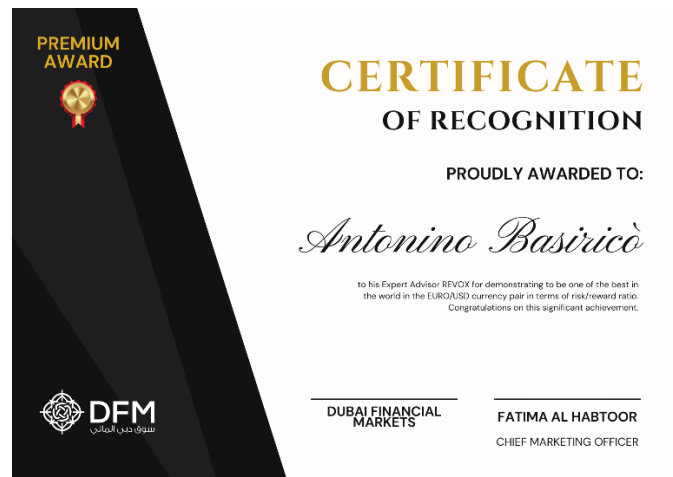 PREMIUM
AWARD
CERTIFICATE
OF RECOGNITION
PROUDLY AWARDED TO:
Antonino Basiricò
to his Expert Advisor REVOX for demonstrating to be one of the best in
the world in the EURO/USD currency pair in terms of risk/reward ratio.
Congratulations on this significant achievement.
DFM
سوق دبي المالي
DUBAI FINANCIAL
MARKETS
FATIMA AL HABTOOR
CHIEF MARKETING OFFICER